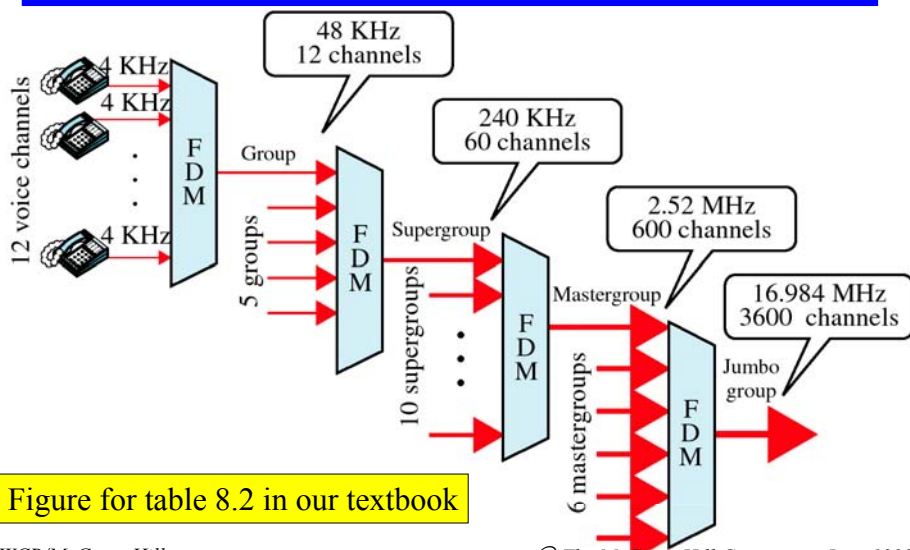 48 KHz
12 channels
4 KHz
4 KHz
4 KHz
12 voice channels
F
D
M
Group
240 KHz
60 channels
5 groups
F
D
M
Supergroup
2.52 MHz
600 channels
10 supergroups
F
D
M
Mastergroup
16.984 MHz
3600 channels
6 mastergroups
F
D
M
Jumbo
group
Figure for table 8.2 in our textbook